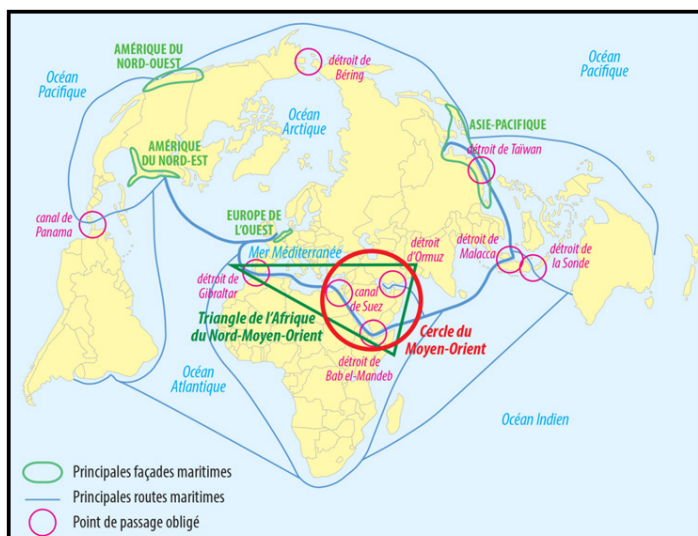 AMÉRIQUE DU
NORD-OUEST
Océan
Pacifique
détroit de
Béring
Océan
Pacifique
Océan
Arctique
ASIE-PACIFIQUE
détroit de Taïwan
AMÉRIQUE
DU NORD-EST
EUROPE DE
L'OUEST
canal de
Panama
Mer Méditerranée
détroit
d'Ormuz
détroit de
Malacca
détroit de
la Sonde
détroit de
Gibraltar
canal
de Suez
Triangle de l'Afrique
du Nord-Moyen-Orient
Cercle du
Moyen-Orient
détroit de
Bab el-Mandeb
Océan
Atlantique
Océan Indien
Principales façades maritimes
Principales routes maritimes
Point de passage obligé